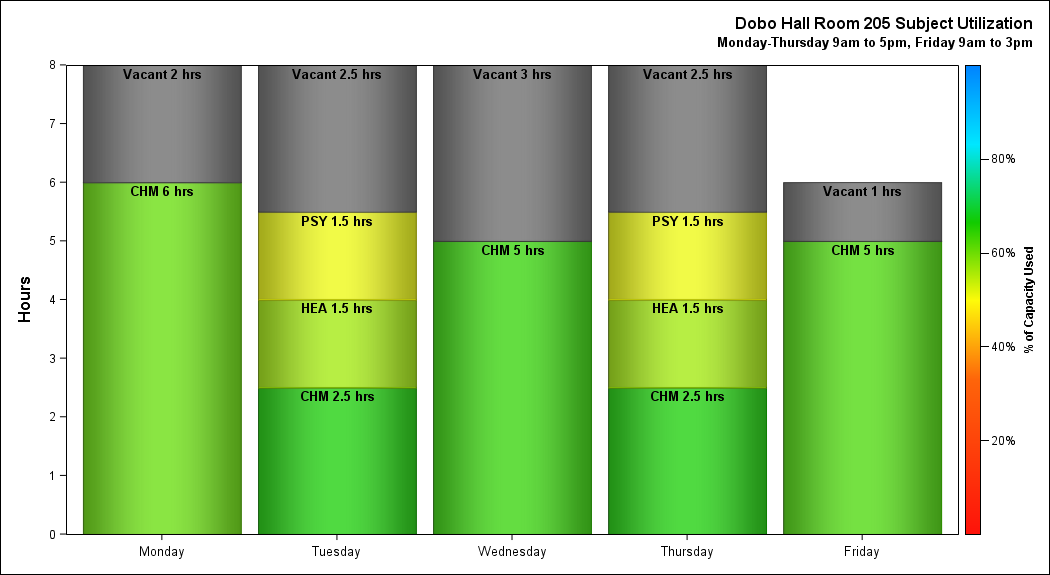 Dobo Hall Room 205 Subject Utilization
Monday-Thursday 9am to 5pm, Friday 9am to 3pm
Hours
8
7
6
5
4
3
2
1
0
Vacant 2 hrs
CHM 6 hrs
Vacant 2.5 hrs
PSY 1.5 hrs
HEA 1.5 hrs
CHM 2.5 hrs
Vacant 3 hrs
CHM 5 hrs
Vacant 2.5 hrs
PSY 1.5 hrs
HEA 1.5 hrs
CHM 2.5 hrs
Vacant 1 hrs
CHM 5 hrs
Monday Tuesday Wednesday Thursday Friday
80%
60%
40%
20%
% of Capacity Used